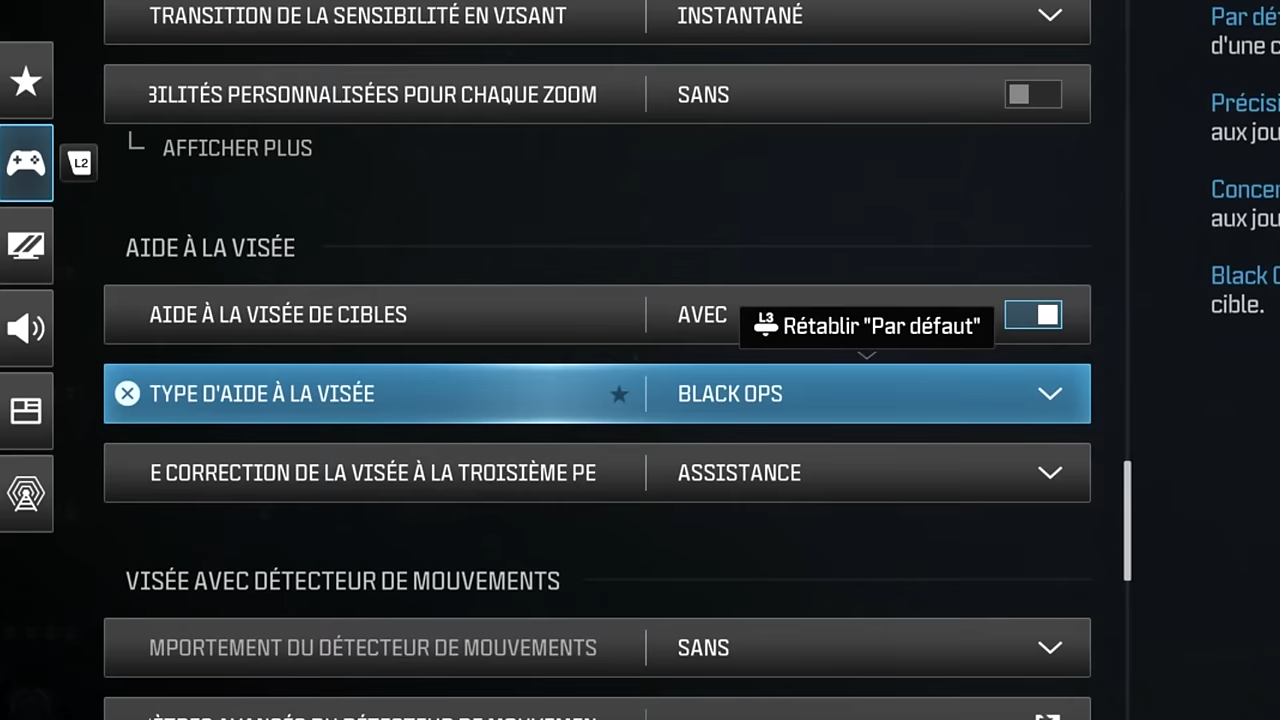 TRANSITION DE LA SENSIBILITÉ EN VISANT
INSTANTANÉ
BILITÉS PERSONNALISÉES POUR CHAQUE ZOOM
SANS
AFFICHER PLUS
L2
AIDE À LA VISÉE
AIDE À LA VISÉE DE CIBLES
AVEC
L3 Rétablir "Par défaut"
TYPE D'AIDE À LA VISÉE
BLACK OPS
E CORRECTION DE LA VISÉE À LA TROISIÈME PE
ASSISTANCE
VISÉE AVEC DÉTECTEUR DE MOUVEMENTS
MPORTEMENT DU DÉTECTEUR DE MOUVEMENTS
SANS
Par dé
d'une c
Précisi
aux jou
Concen
aux jou
Black O
cible.